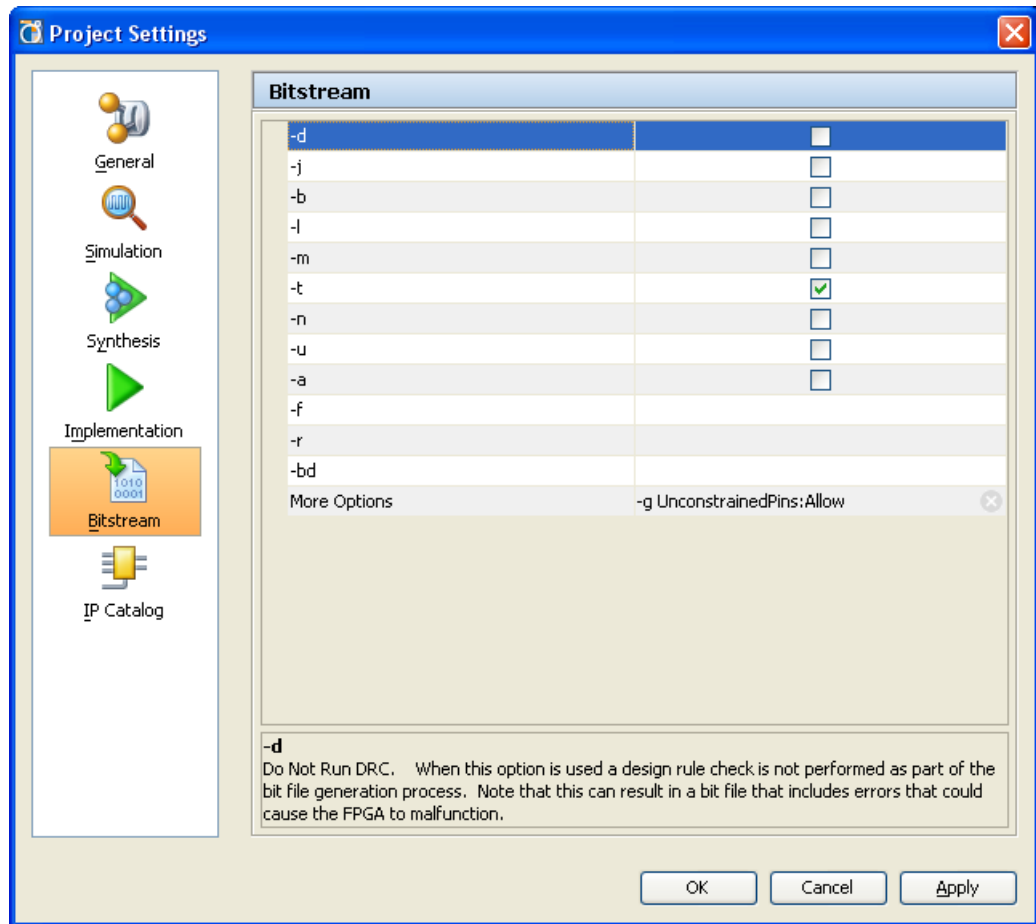 Project Settings
General
Simulation
Synthesis
Implementation
1010
0001
Bitstream
IP Catalog
Bitstream
-d
-j
-b
-l
-m
-t
-n
-u
-a
-f
-r
-bd
More Options -g UnconstrainedPins:Allow
-d
Do Not Run DRC. When this option is used a design rule check is not performed as part of the
bit file generation process. Note that this can result in a bit file that includes errors that could
cause the FPGA to malfunction.
OK Cancel Apply